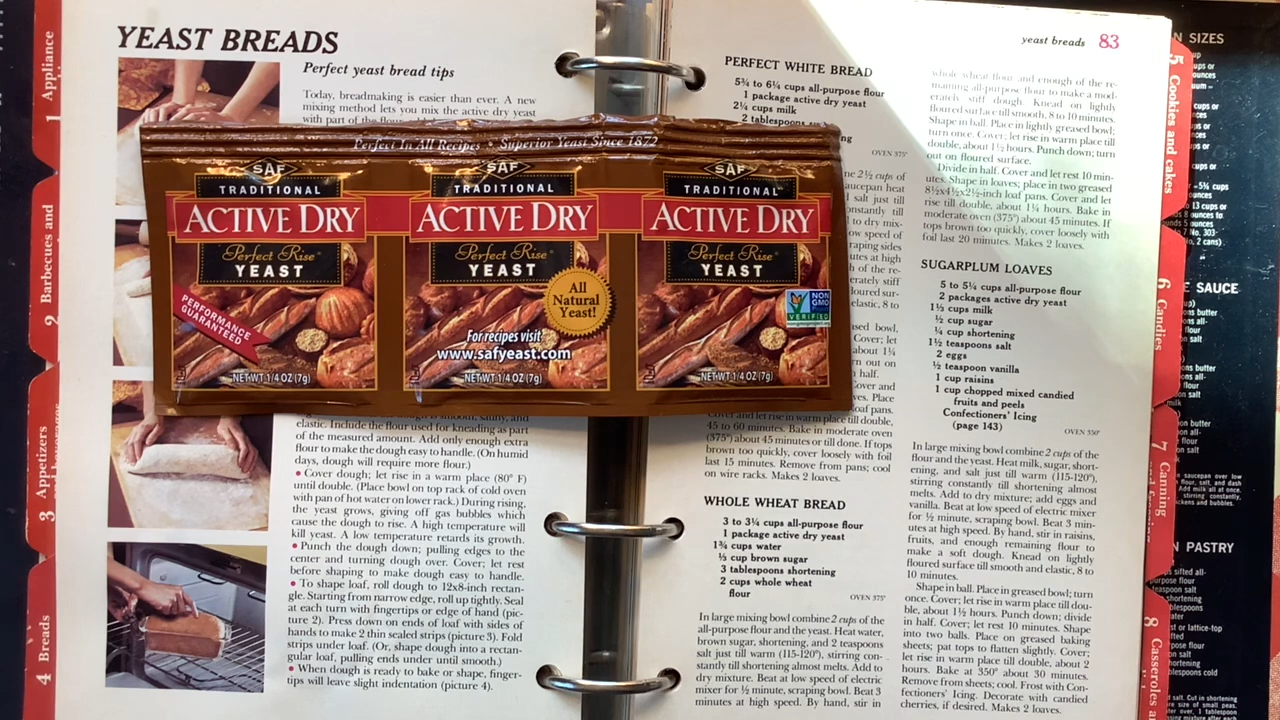 YEAST BREADS
Perfect yeast bread tips
Today, breadmaking is easier than ever. A new
mixing method lets you mix the active dry yeast
with part of the
Perfect In All Recipes • Superior Yeast Since 1872
SAF
TRADITIONAL
ACTIVE DRY
Perfect Rise®
YEAST
PERFORMANCE
GUARANTEED
NET WT 1/4 OZ (7g)
SAF
TRADITIONAL
ACTIVE DRY
Perfect Rise®
YEAST
All
Natural
Yeast!
For recipes visit
www.safyeast.com
NET WT 1/4 OZ (7g)
SAF
TRADITIONAL
ACTIVE DRY
Perfect Rise®
YEAST
NON
GMO
VERIFIED
NET WT 1/4 OZ (7g)
elastic. Include the flour used for kneading as part
of the measured amount. Add only enough extra
flour to make the dough easy to handle. (On humid
days, dough will require more flour.)
• Cover dough; let rise in a warm place (80° F)
until double. (Place bowl on top rack of cold oven
with pan of hot water on lower rack.) During rising,
the yeast grows, giving off gas bubbles which
cause the dough to rise. A high temperature will
kill yeast. A low temperature retards its growth.
• Punch the dough down; pulling edges to the
center and turning dough over. Cover; let rest
before shaping to make dough easy to handle.
• To shape loaf, roll dough to 12x8-inch rectan-
gle. Starting from narrow edge, roll up tightly. Seal
at each turn with fingertips or edge of hand (pic-
ture 2). Press down on ends of loaf with sides of
hands to make 2 thin sealed strips (picture 3). Fold
strips under loaf. (Or, shape dough into a rectan-
gular loaf, pulling ends under until smooth.)
• When dough is ready to bake or shape, finger-
tips will leave slight indentation (picture 4).
yeast breads 83
PERFECT WHITE BREAD
5¾ to 6¼ cups all-purpose flour
1 package active dry yeast
2¼ cups milk
2 tablespoons
OVEN 375°
45 to 60 minutes. Bake in moderate oven
(375°) about 45 minutes or till done. If tops
brown too quickly, cover loosely with foil
last 15 minutes. Remove from pans; cool
on wire racks. Makes 2 loaves.
WHOLE WHEAT BREAD
3 to 3¼ cups all-purpose flour
1 package active dry yeast
1¾ cups water
⅓ cup brown sugar
3 tablespoons shortening
2 cups whole wheat
flour
OVEN 375°
In large mixing bowl combine 2 cups of the
all-purpose flour and the yeast. Heat water,
brown sugar, shortening, and 2 teaspoons
salt just till warm (115-120°), stirring con-
stantly till shortening almost melts. Add to
dry mixture. Beat at low speed of electric
mixer for ½ minute, scraping bowl. Beat 3
minutes at high speed. By hand, stir in
whole wheat flour and enough of the re-
maining all-purpose flour to make a mod-
erately stiff dough. Knead on lightly
floured surface till smooth, 8 to 10 minutes.
Shape in ball. Place in lightly greased bowl;
turn once. Cover; let rise in warm place till
double, about 1½ hours. Punch down; turn
out on floured surface.
Divide in half. Cover and let rest 10 min-
utes. Shape in loaves; place in two greased
8½x4½x2½-inch loaf pans. Cover and let
rise till double, about 1¼ hours. Bake in
moderate oven (375°) about 45 minutes. If
tops brown too quickly, cover loosely with
foil last 20 minutes. Makes 2 loaves.
SUGARPLUM LOAVES
5 to 5¼ cups all-purpose flour
2 packages active dry yeast
1⅓ cups milk
½ cup sugar
¼ cup shortening
1½ teaspoons salt
2 eggs
½ teaspoon vanilla
1 cup raisins
1 cup chopped mixed candied
fruits and peels
Confectioners' Icing
(page 143)
OVEN 350°
In large mixing bowl combine 2 cups of the
flour and the yeast. Heat milk, sugar, short-
ening, and salt just till warm (115-120°),
stirring constantly till shortening almost
melts. Add to dry mixture; add eggs and
vanilla. Beat at low speed of electric mixer
for ½ minute, scraping bowl. Beat 3 min-
utes at high speed. By hand, stir in raisins,
fruits, and enough remaining flour to
make a soft dough. Knead on lightly
floured surface till smooth and elastic, 8 to
10 minutes.
Shape in ball. Place in greased bowl; turn
once. Cover; let rise in warm place till dou-
ble, about 1½ hours. Punch down; divide
in half. Cover; let rest 10 minutes. Shape
into two balls. Place on greased baking
sheets; pat tops to flatten slightly. Cover;
let rise in warm place till double, about 2
hours. Bake at 350° about 30 minutes.
Remove from sheets; cool. Frost with Con-
fectioners' Icing. Decorate with candied
cherries, if desired. Makes 2 loaves.
1 Appliance
2 Barbecues and
3 Appetizers
4 Breads
5 Cookies and cakes
6 Candies
7 Canning
8 Casseroles
N SIZES
SAUCE
N PASTRY